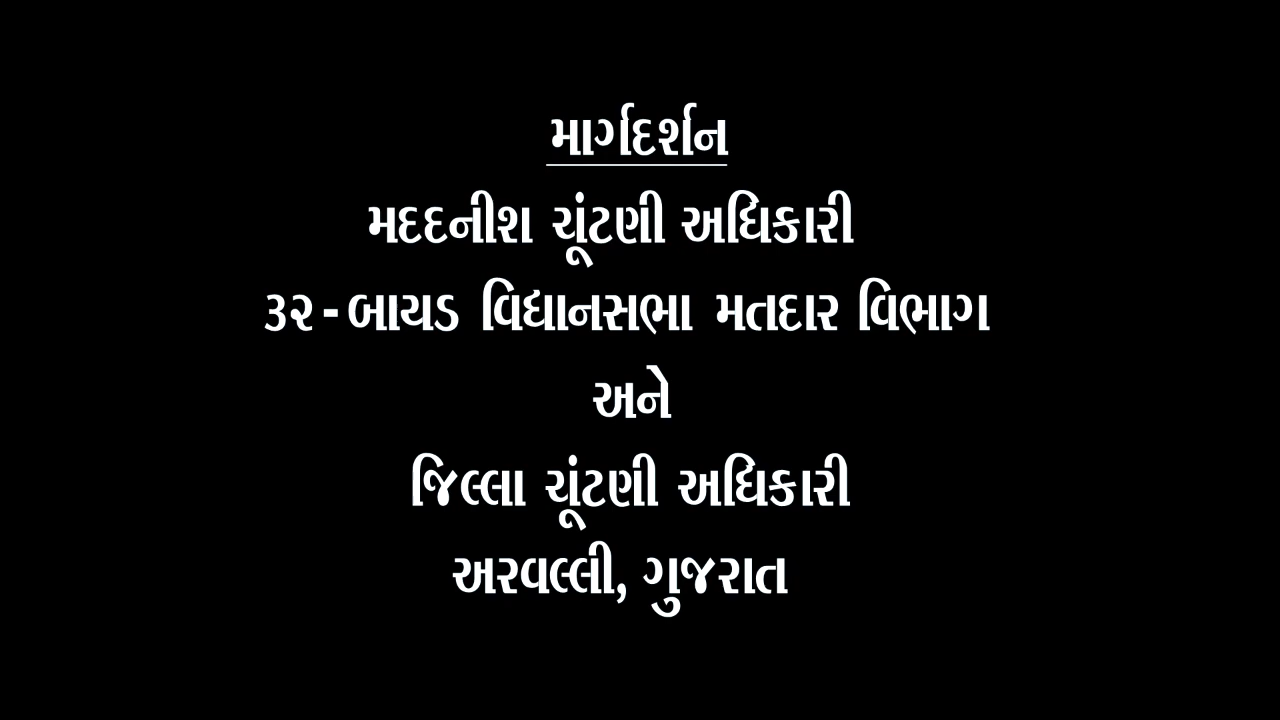 માર્ગદર્શન
મદદનીશ ચૂંટણી અધિકારી
૩૨-બાયડ વિધાનસભા મતદાર વિભાગ
અને
જિલ્લા ચૂંટણી અધિકારી
અરવલ્લી, ગુજરાત